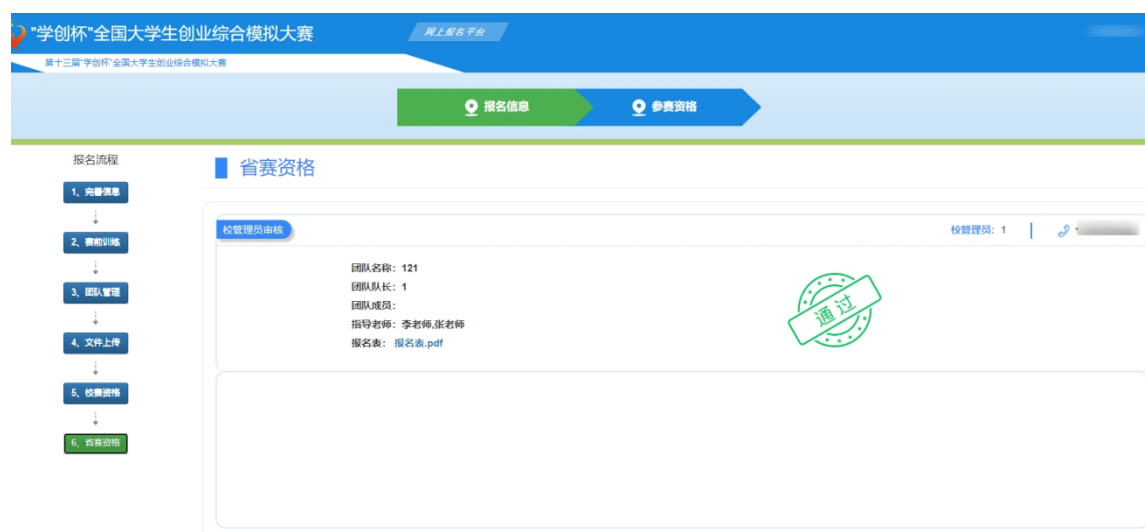 "学创杯"全国大学生创业综合模拟大赛
网上报名平台
第十三届"学创杯"全国大学生创业综合模拟大赛
报名信息
参赛资格
报名流程
1、完善信息
2、赛前训练
3、团队管理
4、文件上传
5、校赛资格
6、省赛资格
省赛资格
校管理员审核
校管理员：1
团队名称：121
团队队长：1
团队成员：
指导老师：李老师,张老师
报名表：报名表.pdf
通过